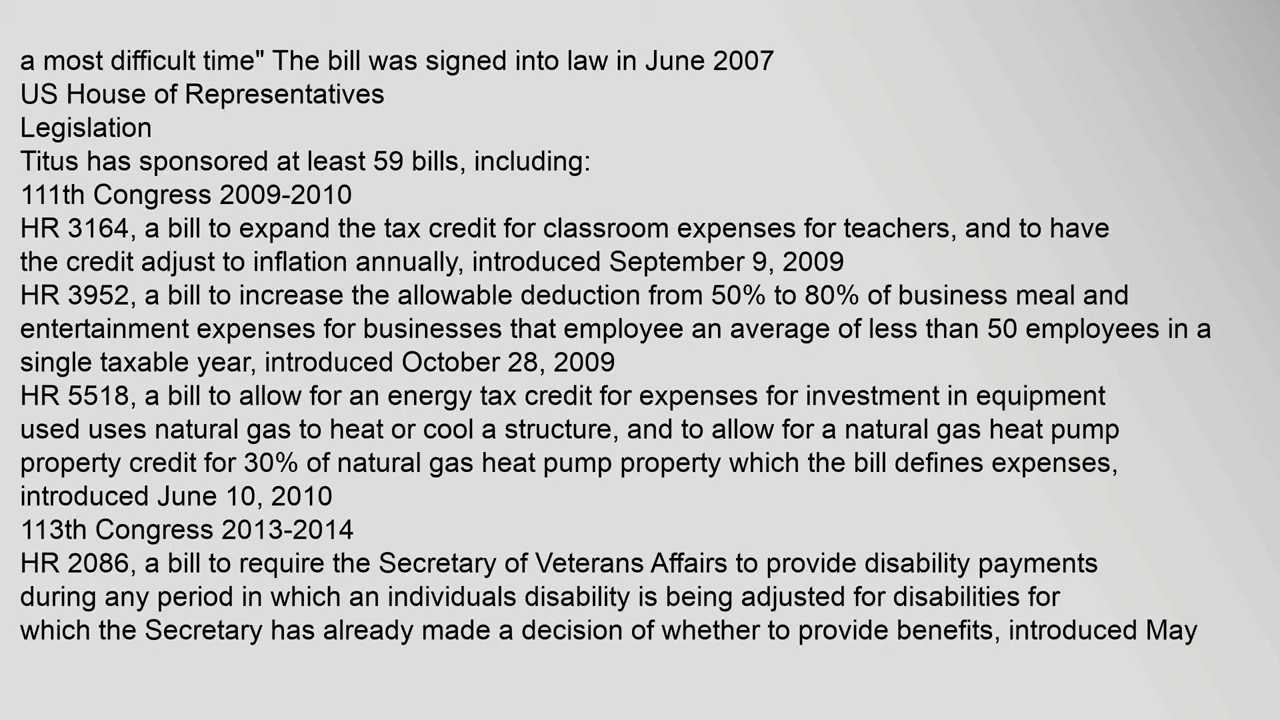 a most difficult time" The bill was signed into law in June 2007
US House of Representatives
Legislation
Titus has sponsored at least 59 bills, including:
111th Congress 2009-2010
HR 3164, a bill to expand the tax credit for classroom expenses for teachers, and to have
the credit adjust to inflation annually, introduced September 9, 2009
HR 3952, a bill to increase the allowable deduction from 50% to 80% of business meal and
entertainment expenses for businesses that employee an average of less than 50 employees in a
single taxable year, introduced October 28, 2009
HR 5518, a bill to allow for an energy tax credit for expenses for investment in equipment
used uses natural gas to heat or cool a structure, and to allow for a natural gas heat pump
property credit for 30% of natural gas heat pump property which the bill defines expenses,
introduced June 10, 2010
113th Congress 2013-2014
HR 2086, a bill to require the Secretary of Veterans Affairs to provide disability payments
during any period in which an individuals disability is being adjusted for disabilities for
which the Secretary has already made a decision of whether to provide benefits, introduced May